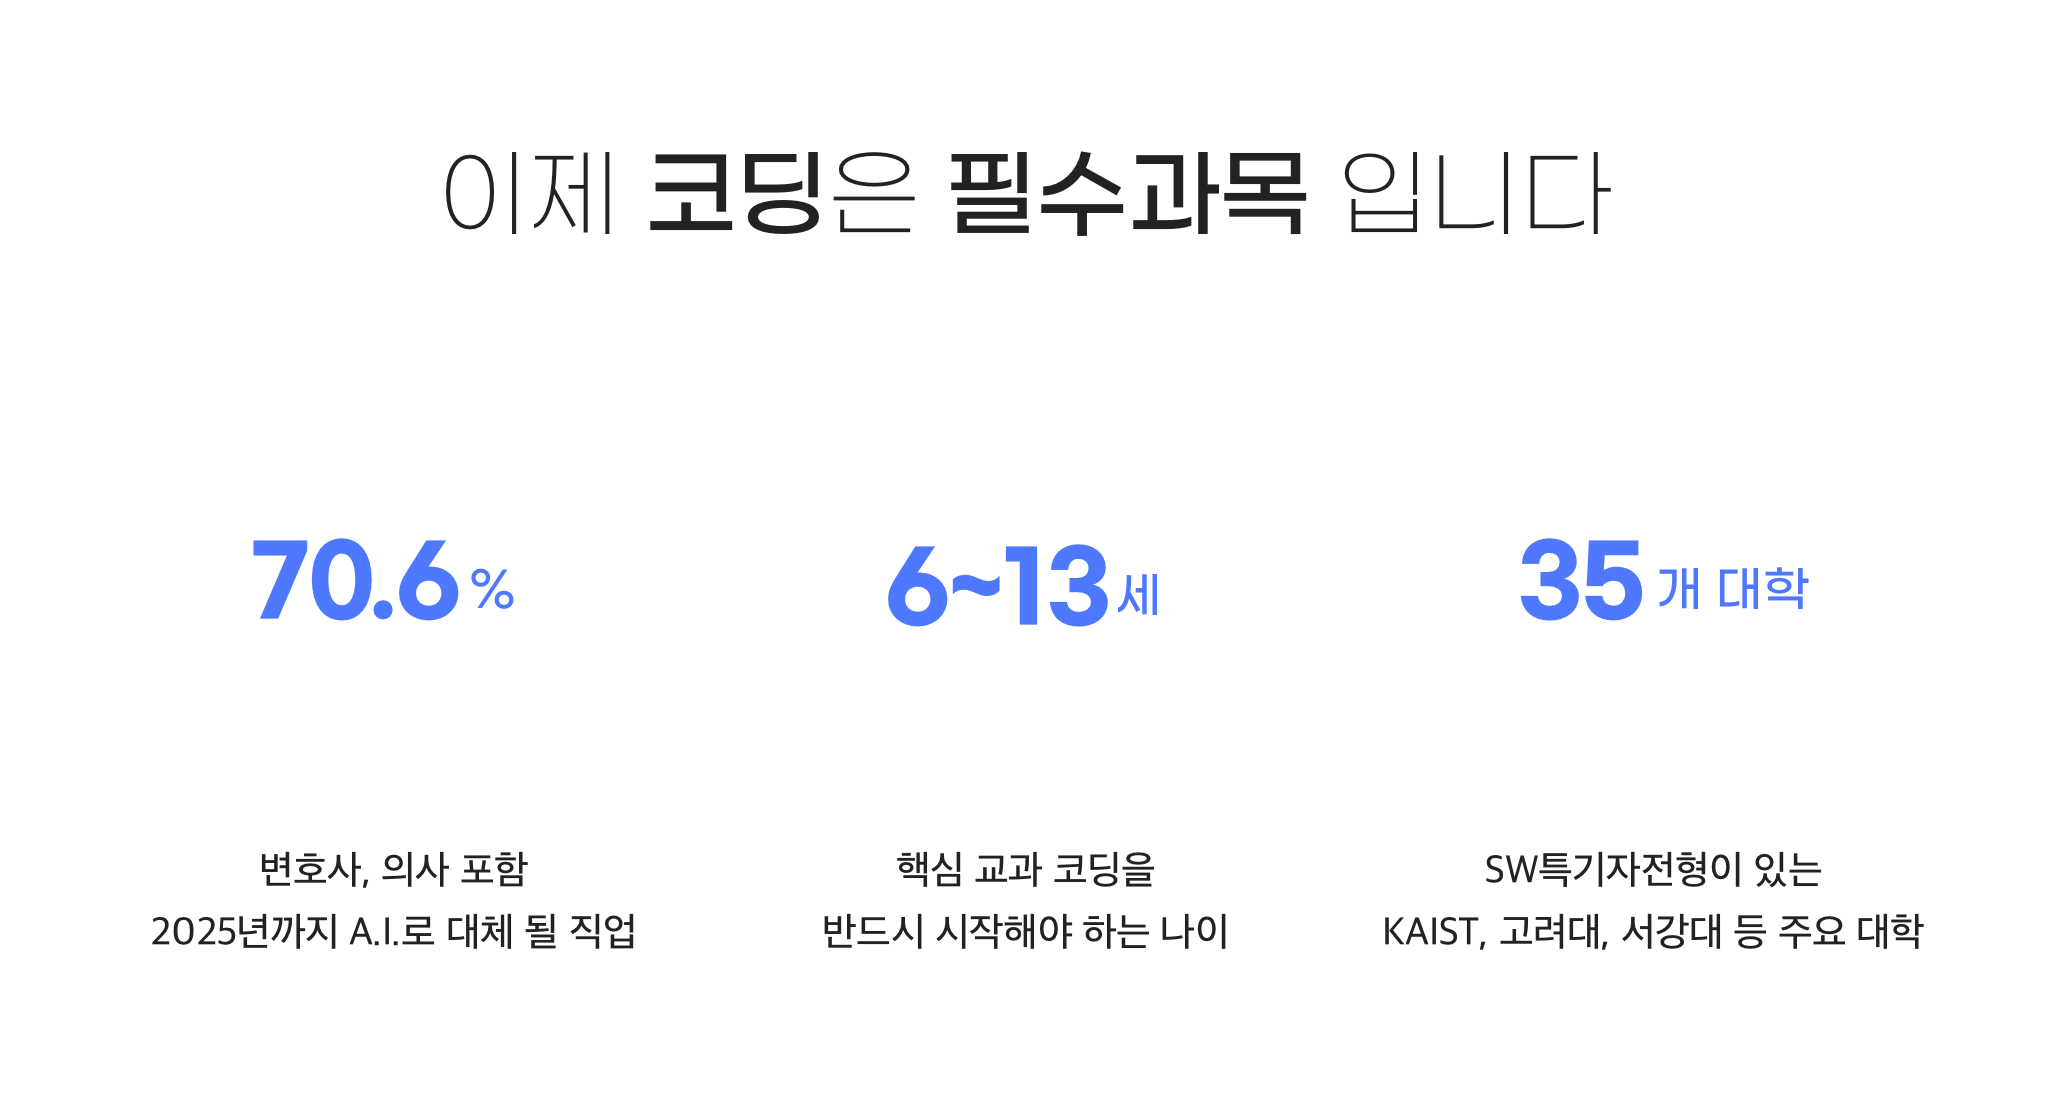 이제 코딩은 필수과목 입니다
70.6 %
6~13 세
35 개 대학
변호사, 의사 포함
2025년까지 A.I.로 대체 될 직업
핵심 교과 코딩을
반드시 시작해야 하는 나이
SW특기자전형이 있는
KAIST, 고려대, 서강대 등 주요 대학